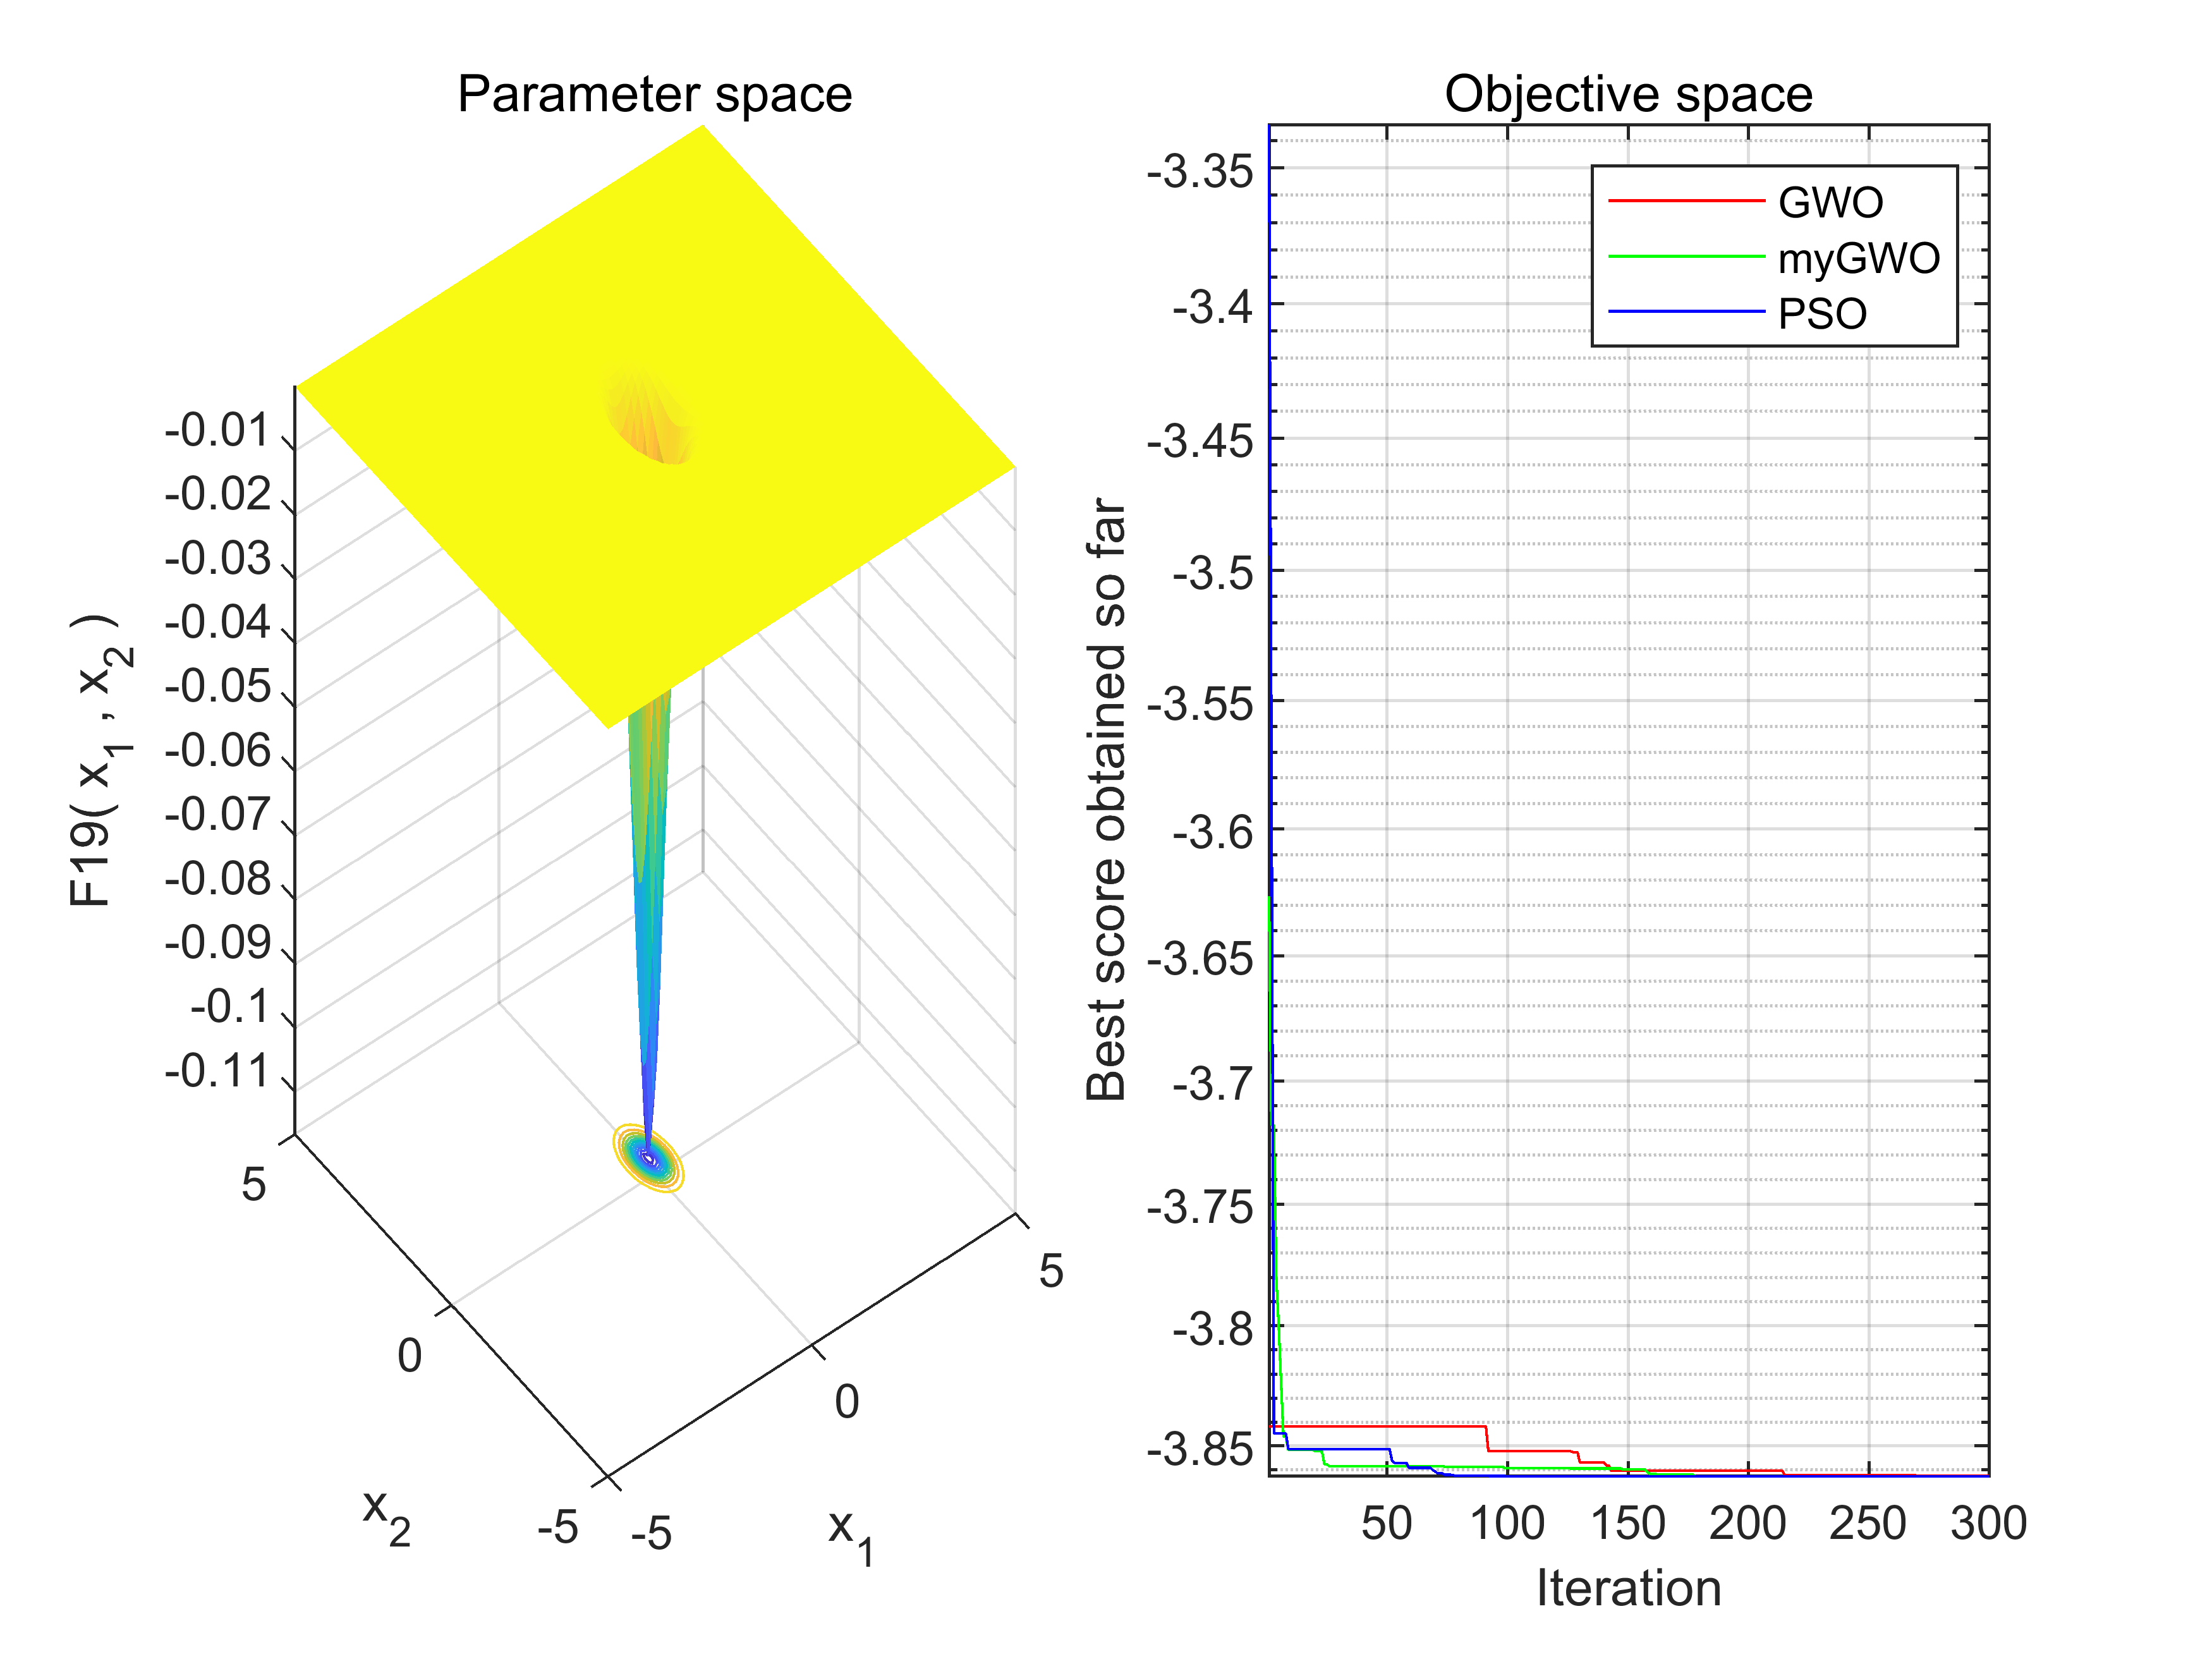 Parameter space
-0.01
-0.02
-0.03
-0.04
-0.05
-0.06
-0.07
-0.08
-0.09
-0.1
-0.11
F19( x1 , x2 )
5
0
-5
x2
-5
0
5
x1
Objective space
-3.35
-3.4
-3.45
-3.5
-3.55
-3.6
-3.65
-3.7
-3.75
-3.8
-3.85
Best score obtained so far
GWO
myGWO
PSO
50 100 150 200 250 300
Iteration